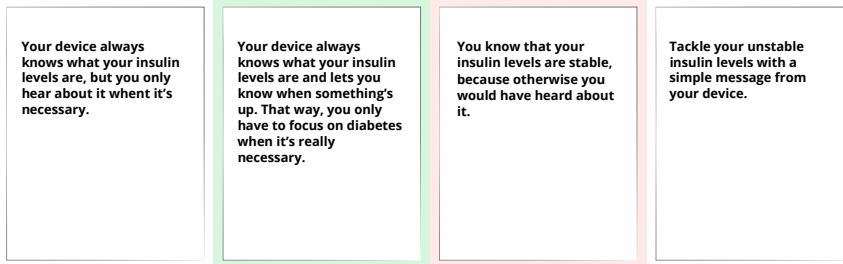 Your device always
knows what your insulin
levels are, but you only
hear about it whent it's
necessary.
Your device always
knows what your insulin
levels are and lets you
know when something's
up. That way, you only
have to focus on diabetes
when it's really
necessary.
You know that your
insulin levels are stable,
because otherwise you
would have heard about
it.
Tackle your unstable
insulin levels with a
simple message from
your device.